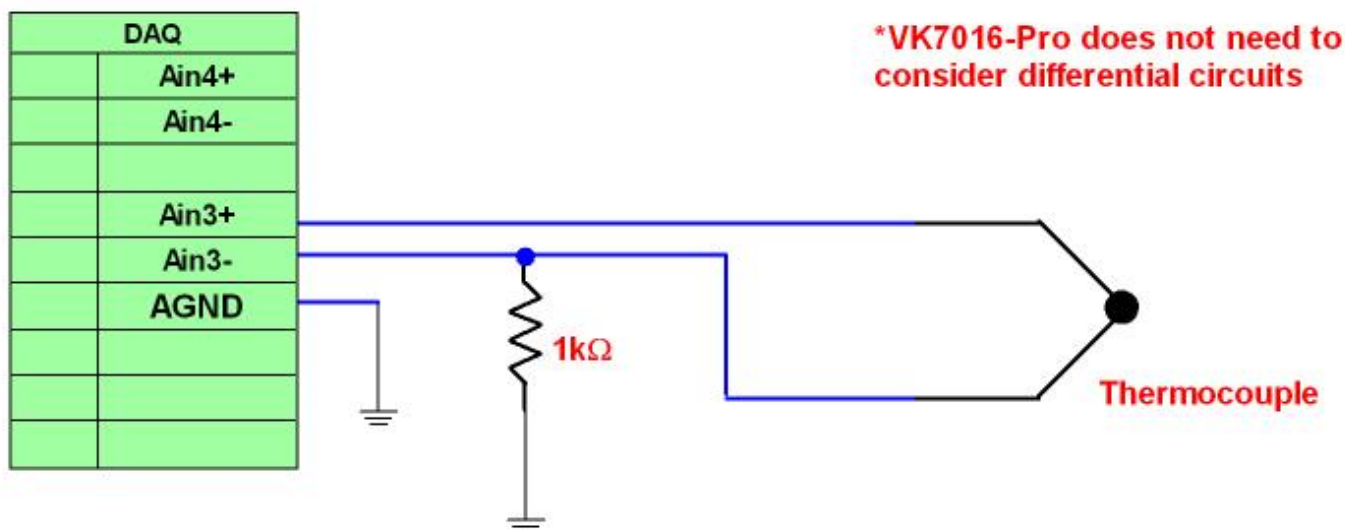 DAQ
*VK7016-Pro does not need to
consider differential circuits
Ain4+
Ain4-
Ain3+
Ain3-
AGND
1kΩ
Thermocouple